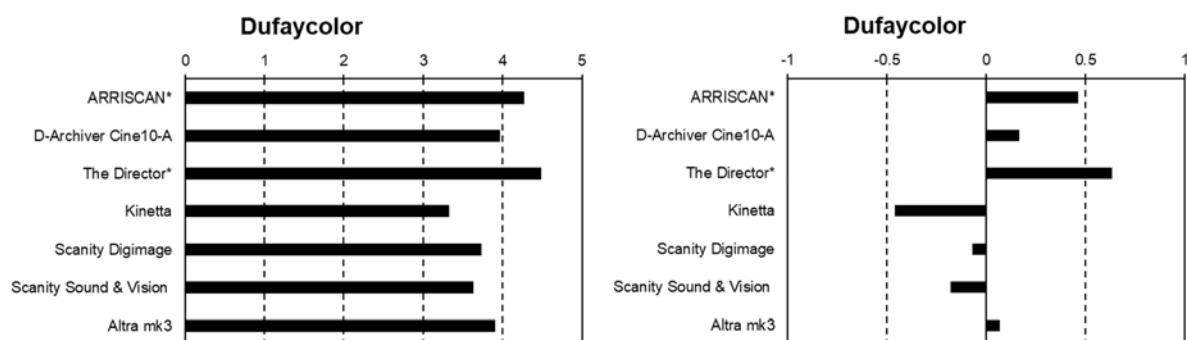 Dufaycolor
0 1 2 3 4 5
ARRISCAN*
D-Archiver Cine10-A
The Director*
Kinetta
Scanity Digimage
Scanity Sound & Vision
Altra mk3
Dufaycolor
-1 -0.5 0 0.5 1
ARRISCAN*
D-Archiver Cine10-A
The Director*
Kinetta
Scanity Digimage
Scanity Sound & Vision
Altra mk3